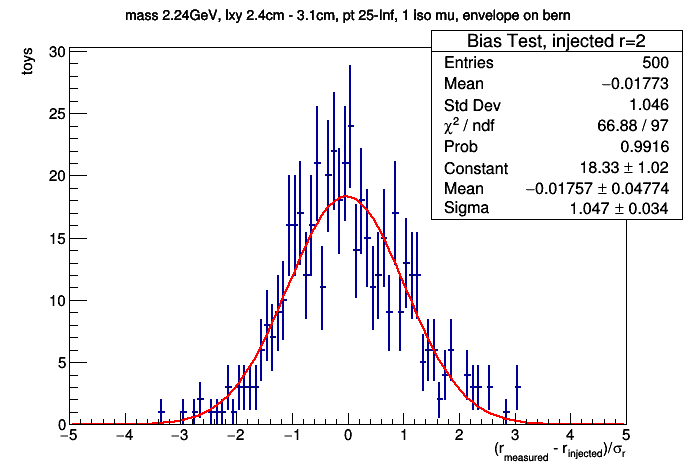 mass 2.24GeV, lxy 2.4cm - 3.1cm, pt 25-Inf, 1 Iso mu, envelope on bern
toys
Bias Test, injected r=2
Entries 500
Mean −0.01773
Std Dev 1.046
χ² / ndf 66.88 / 97
Prob 0.9916
Constant 18.33 ± 1.02
Mean −0.01757 ± 0.04774
Sigma 1.047 ± 0.034
30
25
20
15
10
5
0
−5 −4 −3 −2 −1 0 1 2 3 4 5
(r_measured - r_injected)/σ_r